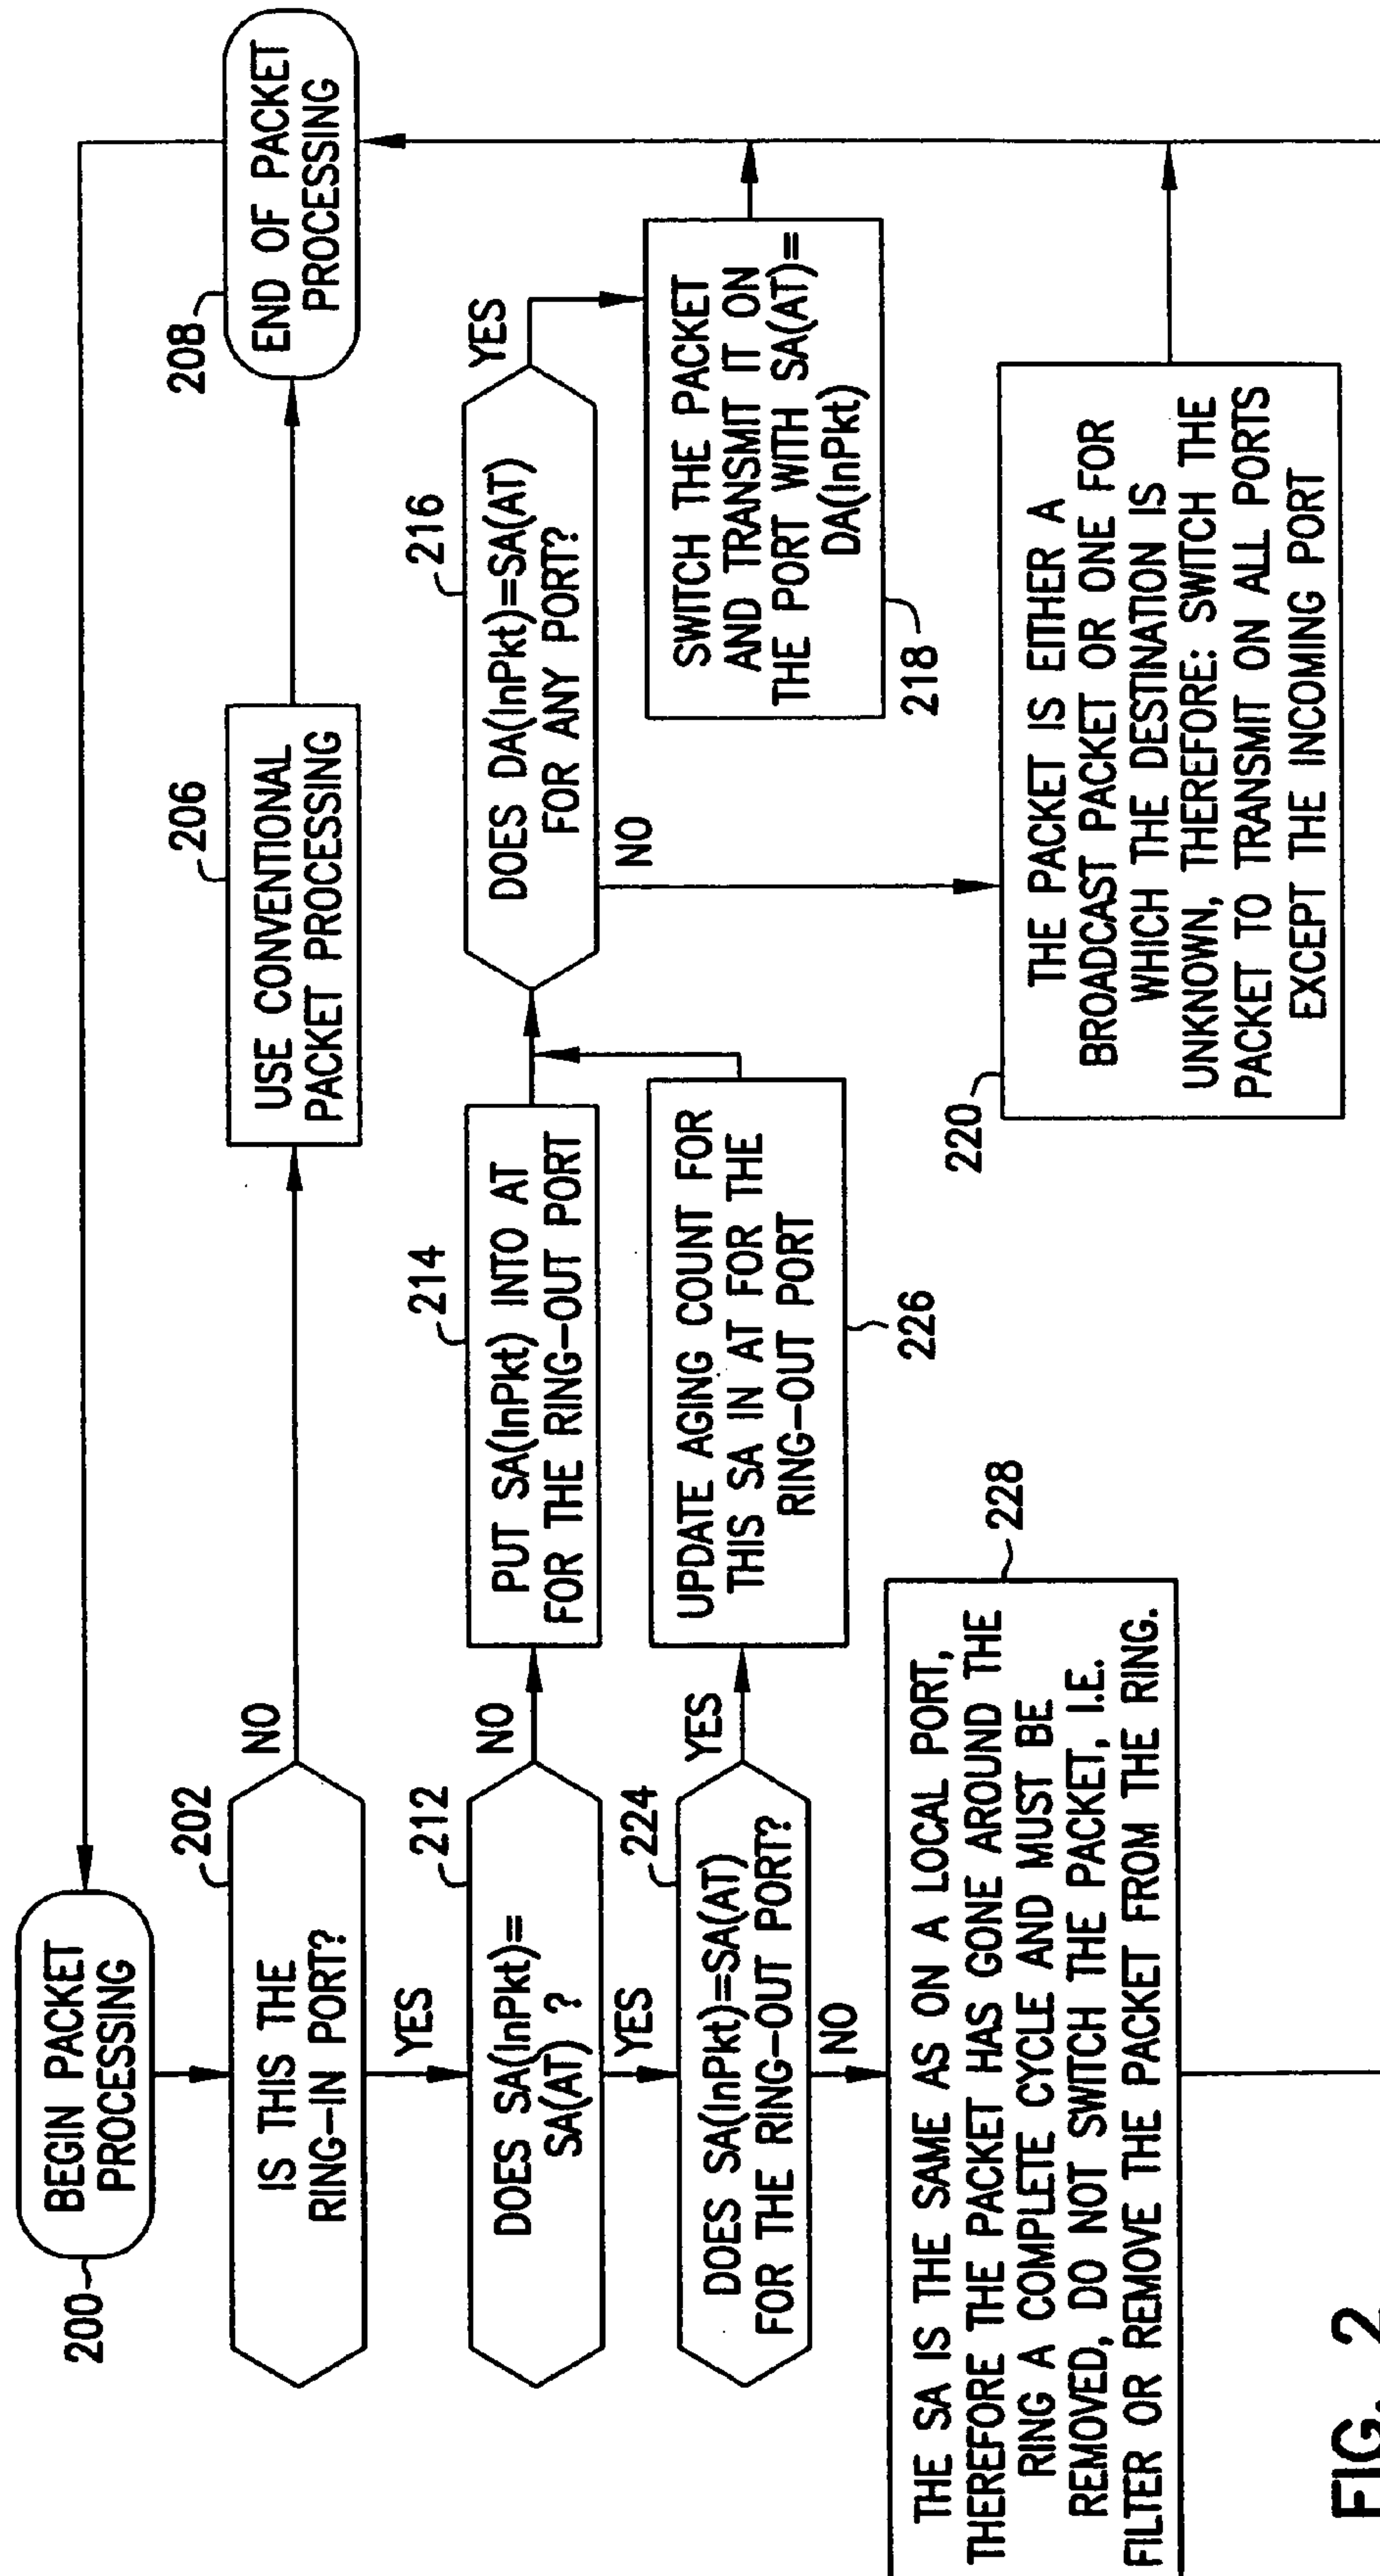 200
BEGIN PACKET
PROCESSING
202
IS THIS THE
RING-IN PORT?
NO
YES
206
USE CONVENTIONAL
PACKET PROCESSING
208
END OF PACKET
PROCESSING
212
DOES SA(InPkt)=
SA(AT) ?
NO
YES
214
PUT SA(InPkt) INTO AT
FOR THE RING-OUT PORT
216
DOES DA(InPkt)=SA(AT)
FOR ANY PORT?
YES
NO
SWITCH THE PACKET
AND TRANSMIT IT ON
THE PORT WITH SA(AT)=
DA(InPkt)
218
224
DOES SA(InPkt)=SA(AT)
FOR THE RING-OUT PORT?
YES
NO
UPDATE AGING COUNT FOR
THIS SA IN AT FOR THE
RING-OUT PORT
226
220
THE PACKET IS EITHER A
BROADCAST PACKET OR ONE FOR
WHICH THE DESTINATION IS
UNKNOWN, THEREFORE: SWITCH THE
PACKET TO TRANSMIT ON ALL PORTS
EXCEPT THE INCOMING PORT
228
THE SA IS THE SAME AS ON A LOCAL PORT,
THEREFORE THE PACKET HAS GONE AROUND THE
RING A COMPLETE CYCLE AND MUST BE
REMOVED, DO NOT SWITCH THE PACKET, I.E.
FILTER OR REMOVE THE PACKET FROM THE RING.
FIG. 2